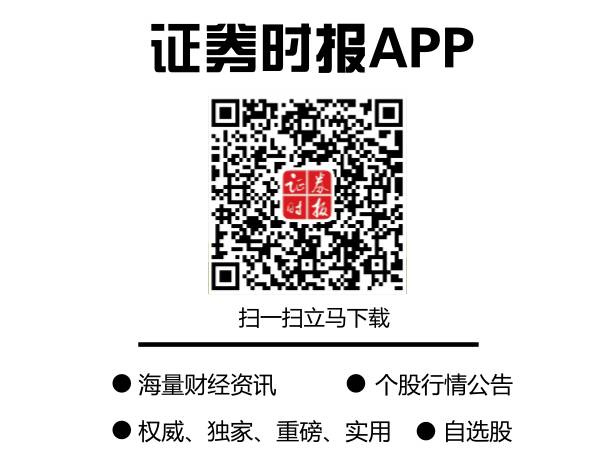 证券时报APP
证券
时报
扫一扫立马下载
● 海量财经资讯 ● 个股行情公告
● 权威、独家、重磅、实用 ● 自选股